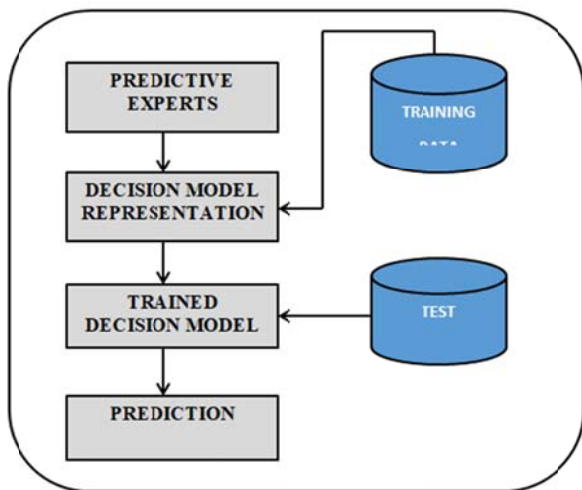 PREDICTIVE
EXPERTS
TRAINING
DECISION MODEL
REPRESENTATION
TRAINED
DECISION MODEL
TEST
PREDICTION